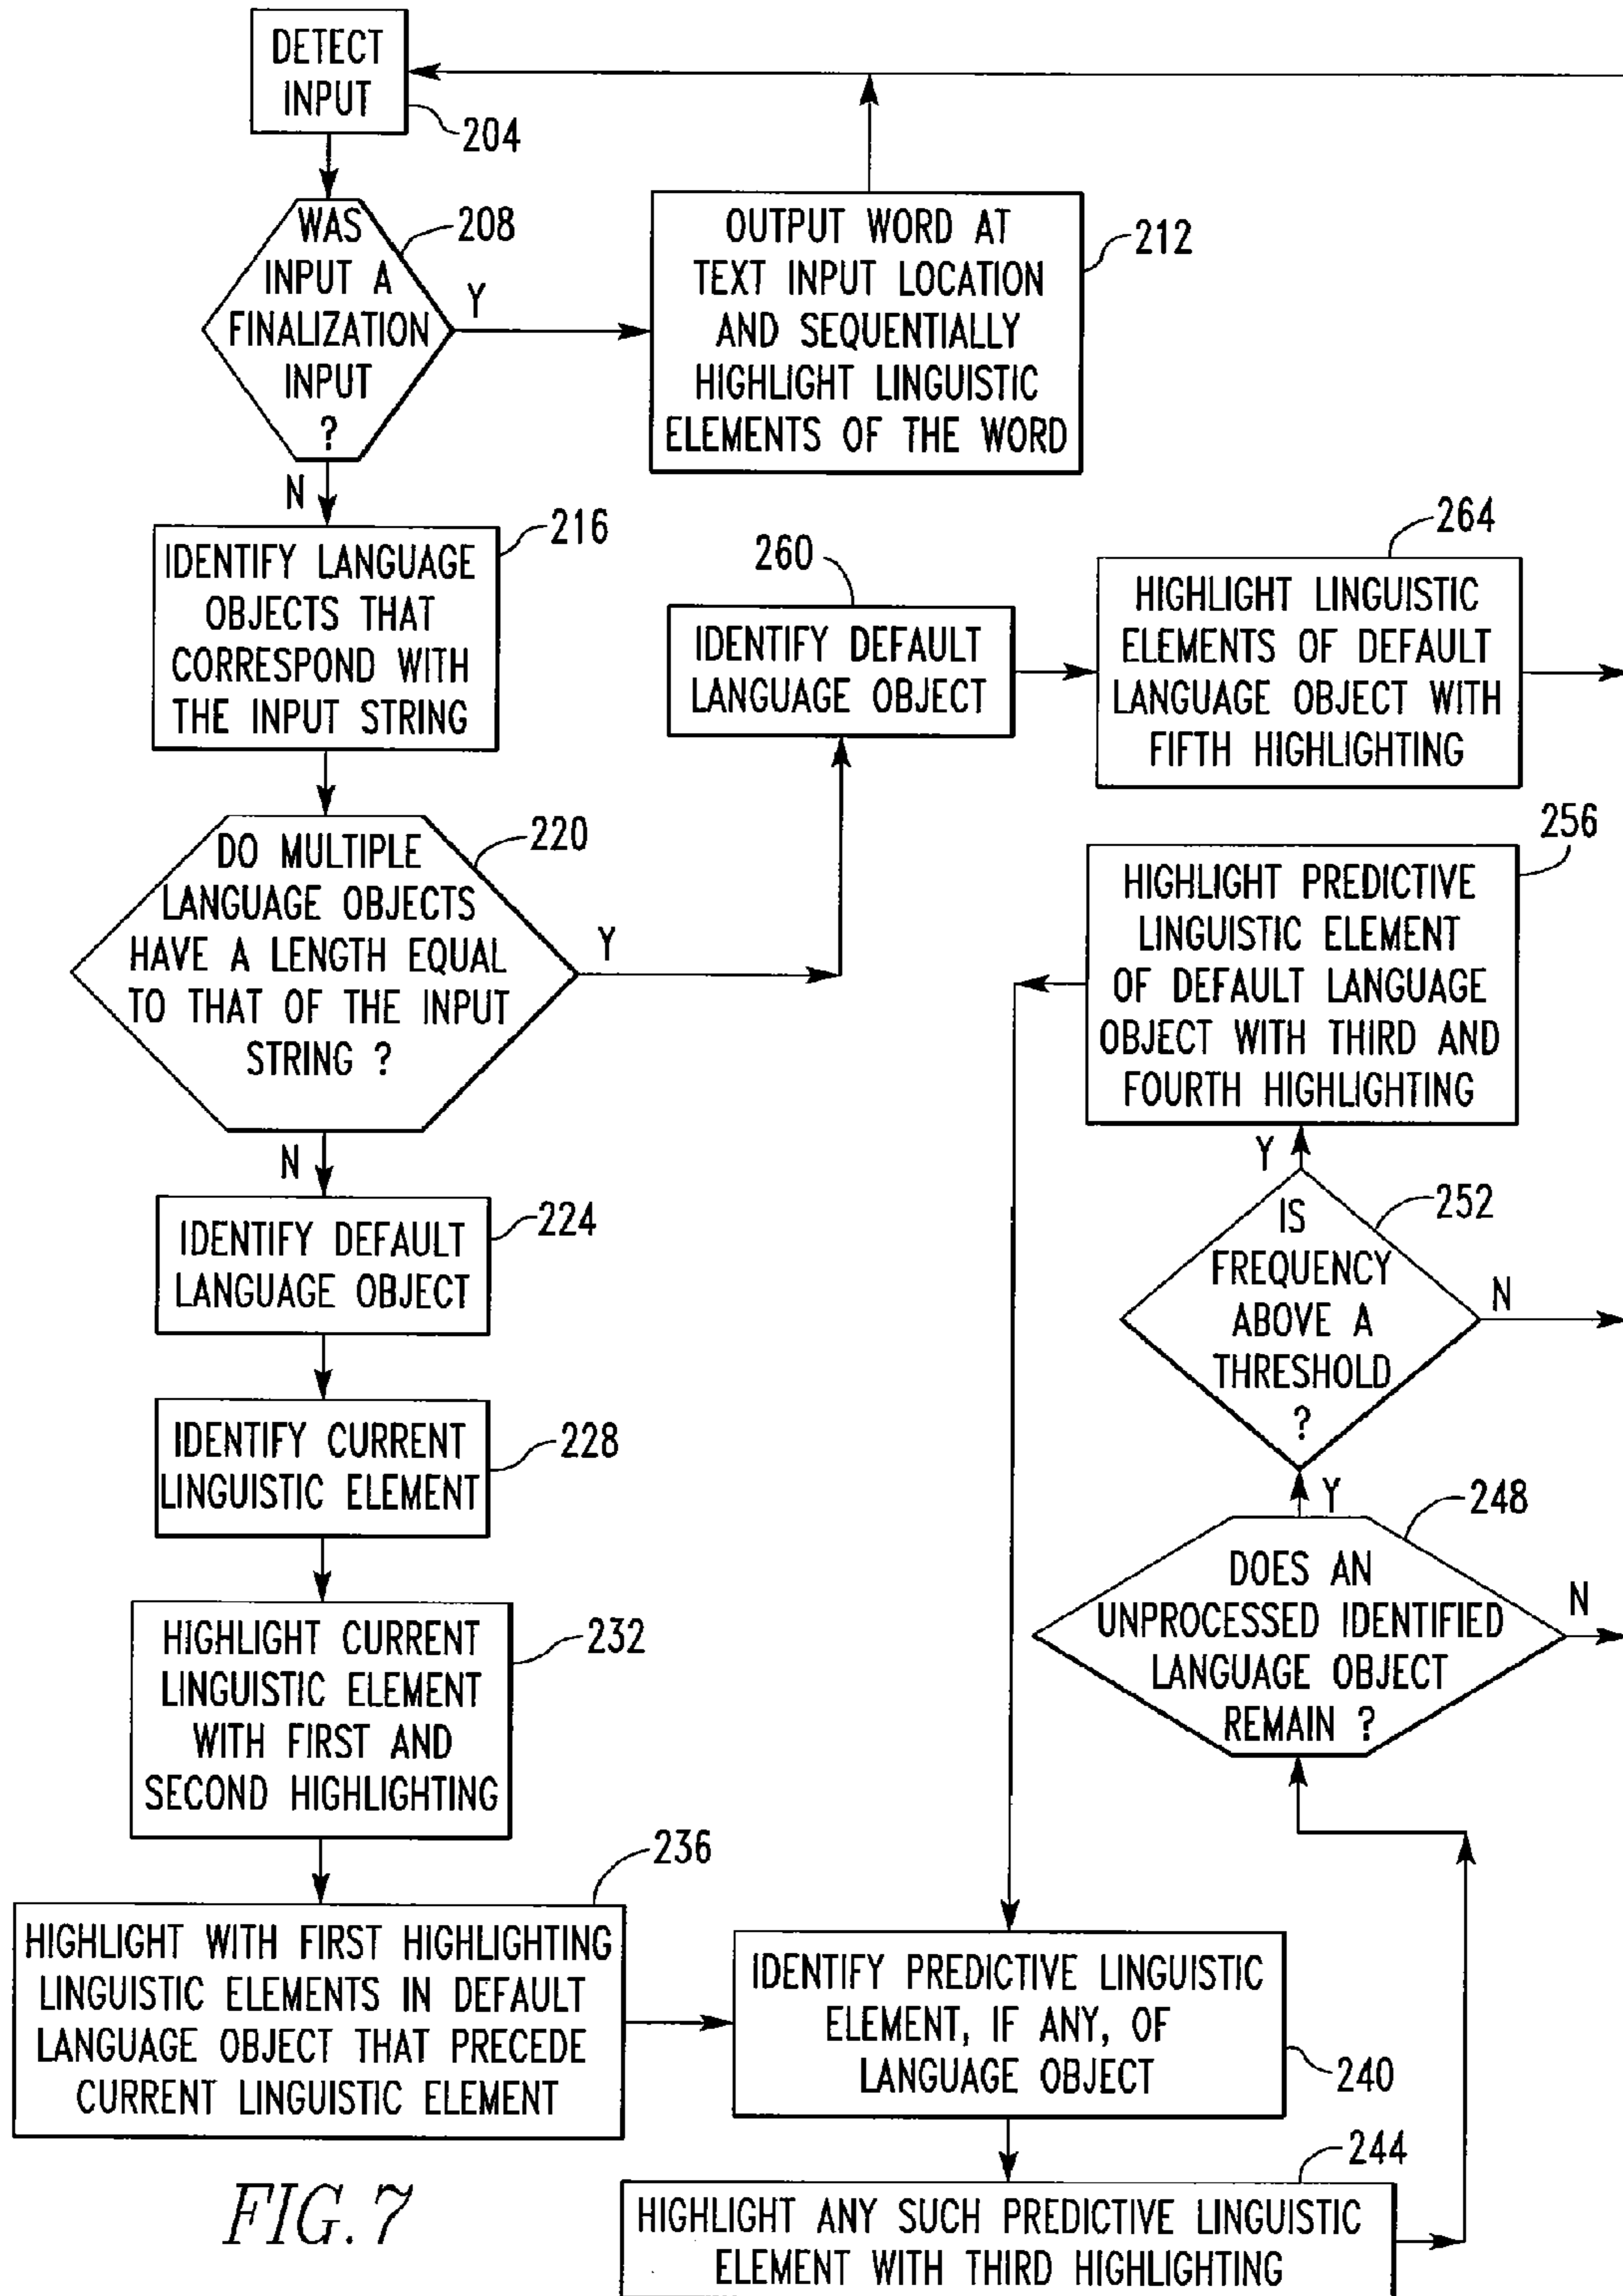 DETECT
INPUT
204
WAS
INPUT A
FINALIZATION
INPUT
?
208
Y
OUTPUT WORD AT
TEXT INPUT LOCATION
AND SEQUENTIALLY
HIGHLIGHT LINGUISTIC
ELEMENTS OF THE WORD
212
N
IDENTIFY LANGUAGE
OBJECTS THAT
CORRESPOND WITH
THE INPUT STRING
216
260
IDENTIFY DEFAULT
LANGUAGE OBJECT
264
HIGHLIGHT LINGUISTIC
ELEMENTS OF DEFAULT
LANGUAGE OBJECT WITH
FIFTH HIGHLIGHTING
DO MULTIPLE
LANGUAGE OBJECTS
HAVE A LENGTH EQUAL
TO THAT OF THE INPUT
STRING ?
220
Y
256
HIGHLIGHT PREDICTIVE
LINGUISTIC ELEMENT
OF DEFAULT LANGUAGE
OBJECT WITH THIRD AND
FOURTH HIGHLIGHTING
N
IDENTIFY DEFAULT
LANGUAGE OBJECT
224
Y
IS
FREQUENCY
ABOVE A
THRESHOLD
?
252
N
IDENTIFY CURRENT
LINGUISTIC ELEMENT
228
Y
248
DOES AN
UNPROCESSED IDENTIFIED
LANGUAGE OBJECT
REMAIN ?
N
HIGHLIGHT CURRENT
LINGUISTIC ELEMENT
WITH FIRST AND
SECOND HIGHLIGHTING
232
236
HIGHLIGHT WITH FIRST HIGHLIGHTING
LINGUISTIC ELEMENTS IN DEFAULT
LANGUAGE OBJECT THAT PRECEDE
CURRENT LINGUISTIC ELEMENT
IDENTIFY PREDICTIVE LINGUISTIC
ELEMENT, IF ANY, OF
LANGUAGE OBJECT
240
244
HIGHLIGHT ANY SUCH PREDICTIVE LINGUISTIC
ELEMENT WITH THIRD HIGHLIGHTING
FIG. 7